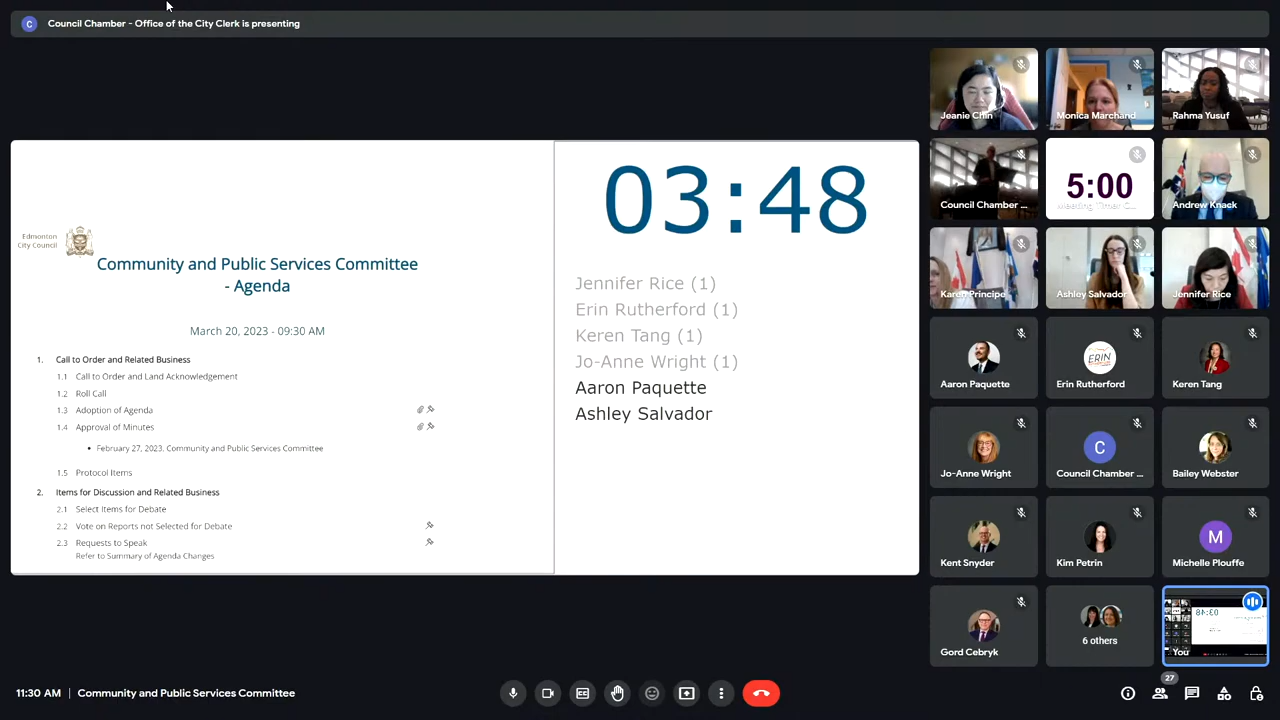 C
Council Chamber - Office of the City Clerk is presenting
Edmonton
City Council
Community and Public Services Committee
- Agenda
March 20, 2023 - 09:30 AM
1. Call to Order and Related Business
1.1 Call to Order and Land Acknowledgement
1.2 Roll Call
1.3 Adoption of Agenda
1.4 Approval of Minutes
• February 27, 2023, Community and Public Services Committee
1.5 Protocol Items
2. Items for Discussion and Related Business
2.1 Select Items for Debate
2.2 Vote on Reports not Selected for Debate
2.3 Requests to Speak
Refer to Summary of Agenda Changes
03:48
Jennifer Rice (1)
Erin Rutherford (1)
Keren Tang (1)
Jo-Anne Wright (1)
Aaron Paquette
Ashley Salvador
Jeanie Chin
Monica Marchand
Rahma Yusuf
Council Chamber ...
5:00
Meeting Timer C...
Andrew Knack
Karen Principe
Ashley Salvador
Jennifer Rice
Aaron Paquette
ERIN
Erin Rutherford
Keren Tang
Jo-Anne Wright
C
Council Chamber ...
Bailey Webster
Kent Snyder
Kim Petrin
M
Michelle Plouffe
Gord Cebryk
6 others
03:48
You
11:30 AM | Community and Public Services Committee
27